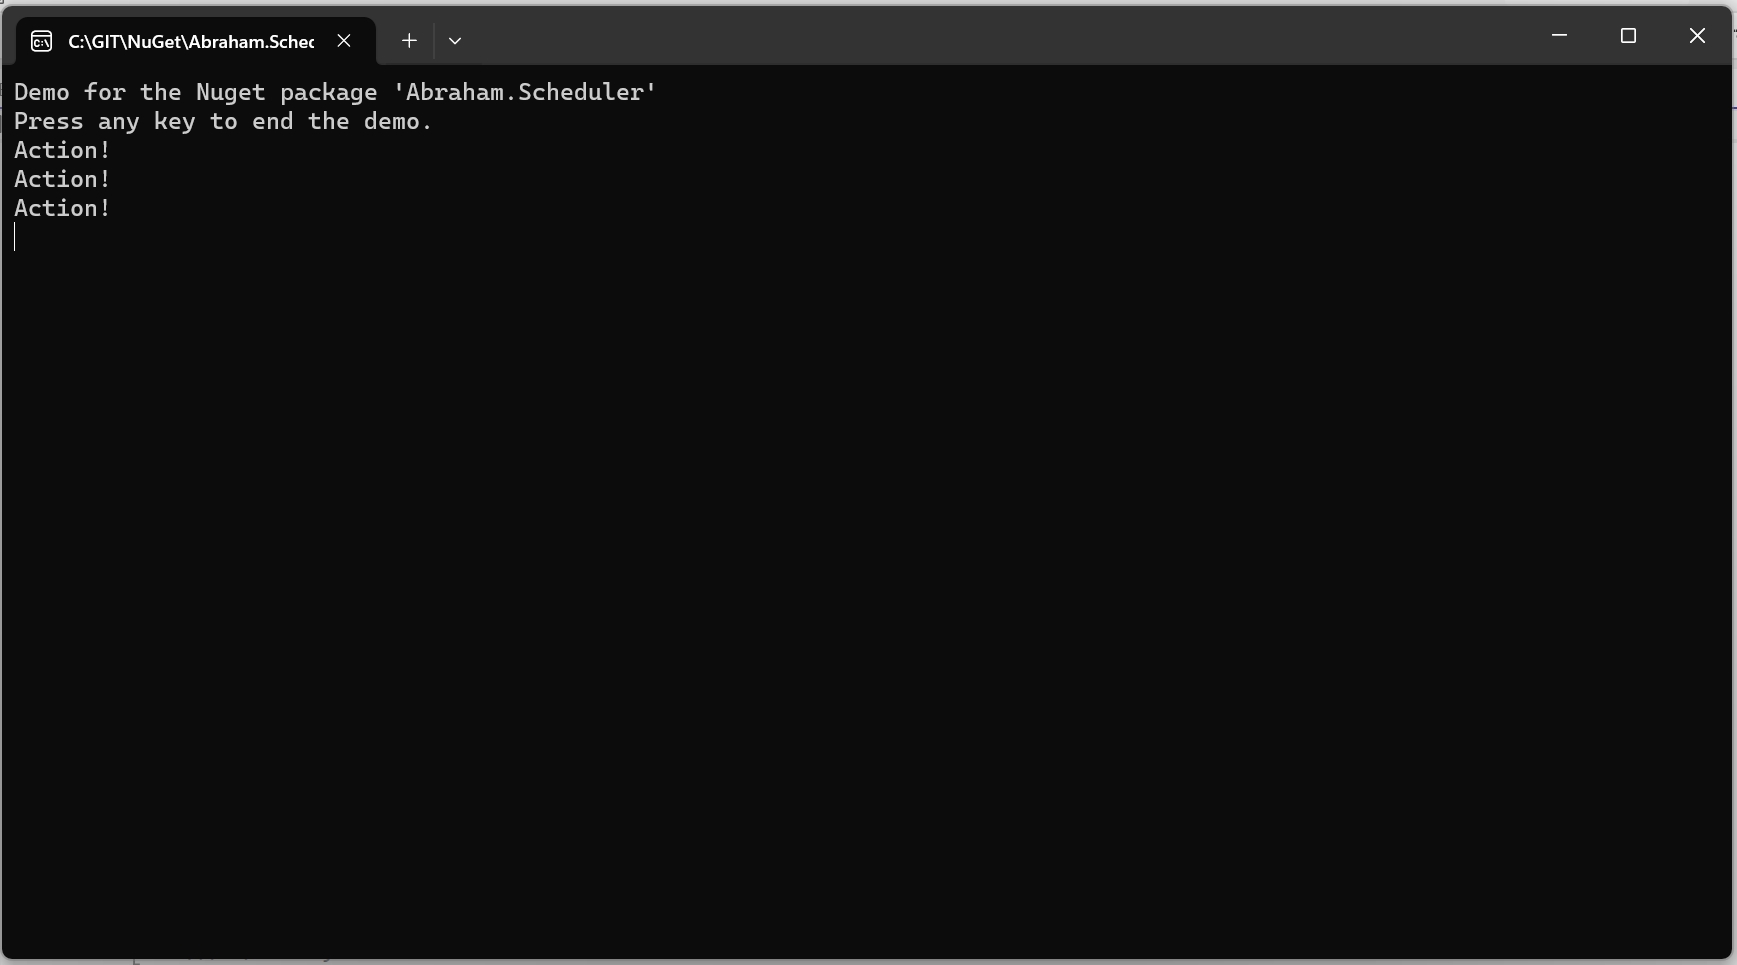 C:\GIT\NuGet\Abraham.Sched
Demo for the Nuget package 'Abraham.Scheduler'
Press any key to end the demo.
Action!
Action!
Action!